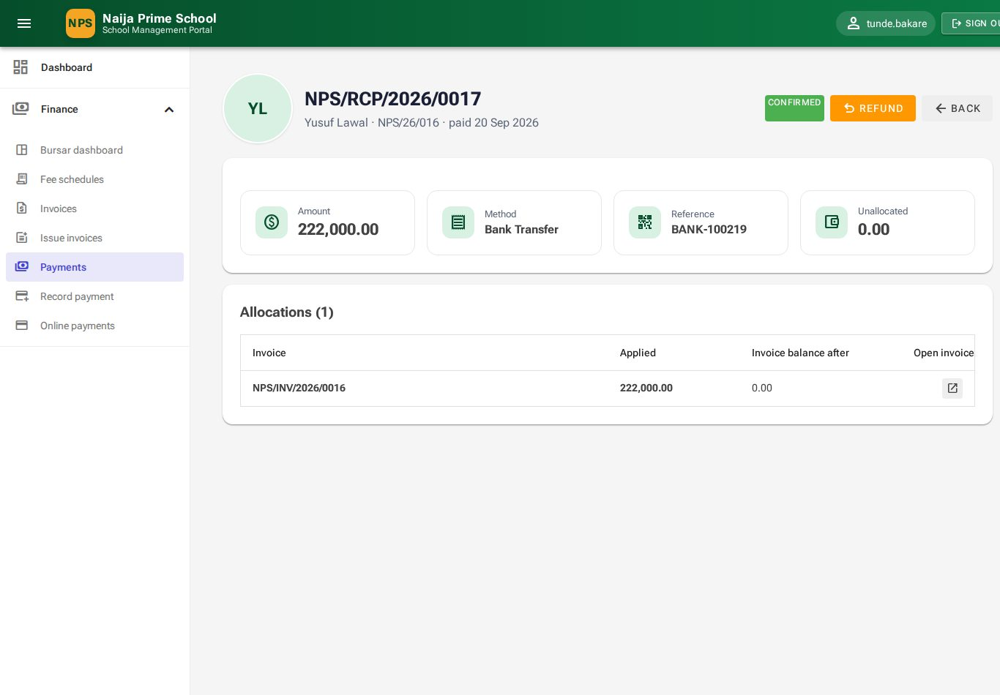 NPS
Naija Prime School
School Management Portal
tunde.bakare
SIGN OU
Dashboard
Finance
Bursar dashboard
Fee schedules
Invoices
Issue invoices
Payments
Record payment
Online payments
YL
NPS/RCP/2026/0017
Yusuf Lawal · NPS/26/016 · paid 20 Sep 2026
CONFIRMED
REFUND
BACK
Amount
222,000.00
Method
Bank Transfer
Reference
BANK-100219
Unallocated
0.00
Allocations (1)
Invoice Applied Invoice balance after Open invoice
NPS/INV/2026/0016 222,000.00 0.00